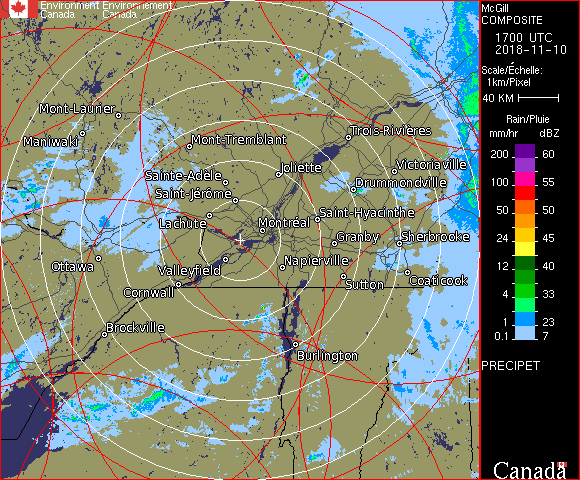 Environment Environnement
Canada Canada
McGill
COMPOSITE
1700 UTC
2018-11-10
Scale/Échelle:
1km/Pixel
40 KM
Rain/Pluie
mm/hr dBZ
200 60
100 55
50 50
24 45
12 40
4 33
1 23
0.1 7
PRECIPET
Canada
Mont-Laurier
Maniwaki
Mont-Tremblant
Trois-Rivières
Sainte-Adèle
Joliette
Victoriaville
Saint-Jérôme
Drummondville
Lachute
Montréal
Saint-Hyacinthe
Granby
Sherbrooke
Ottawa
Valleyfield
Napierville
Cornwall
Sutton
Coaticook
Brockville
Burlington